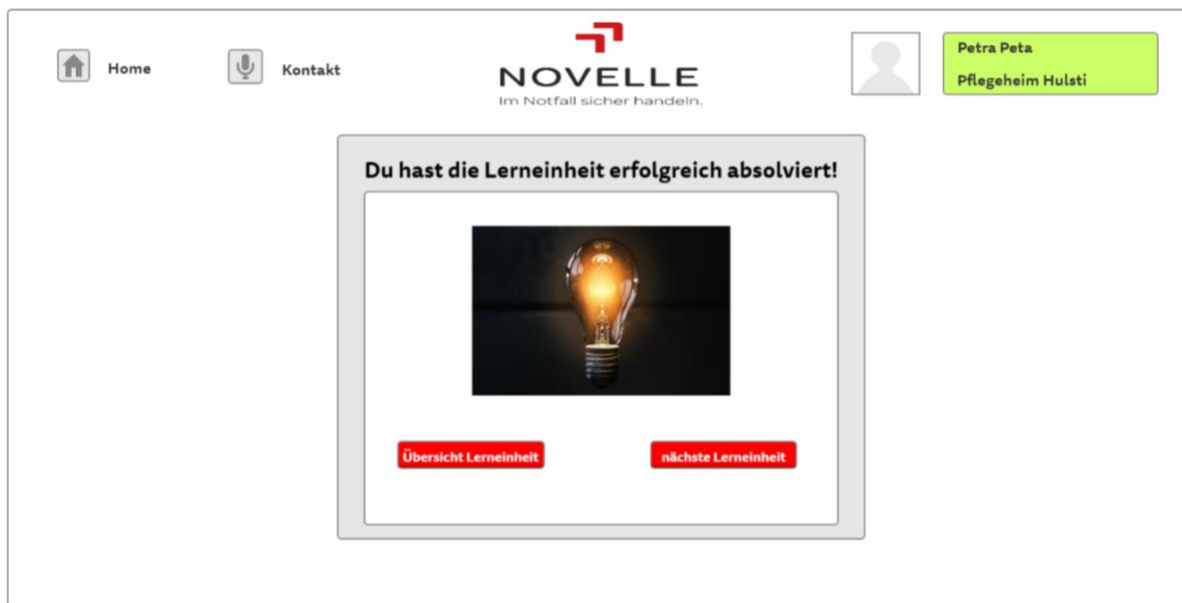 Home
Kontakt
NOVELLE
Im Notfall sicher handeln.
Petra Peta
Pflegeheim Hulsti
Du hast die Lerneinheit erfolgreich absolviert!
Übersicht Lerneinheit
nächste Lerneinheit